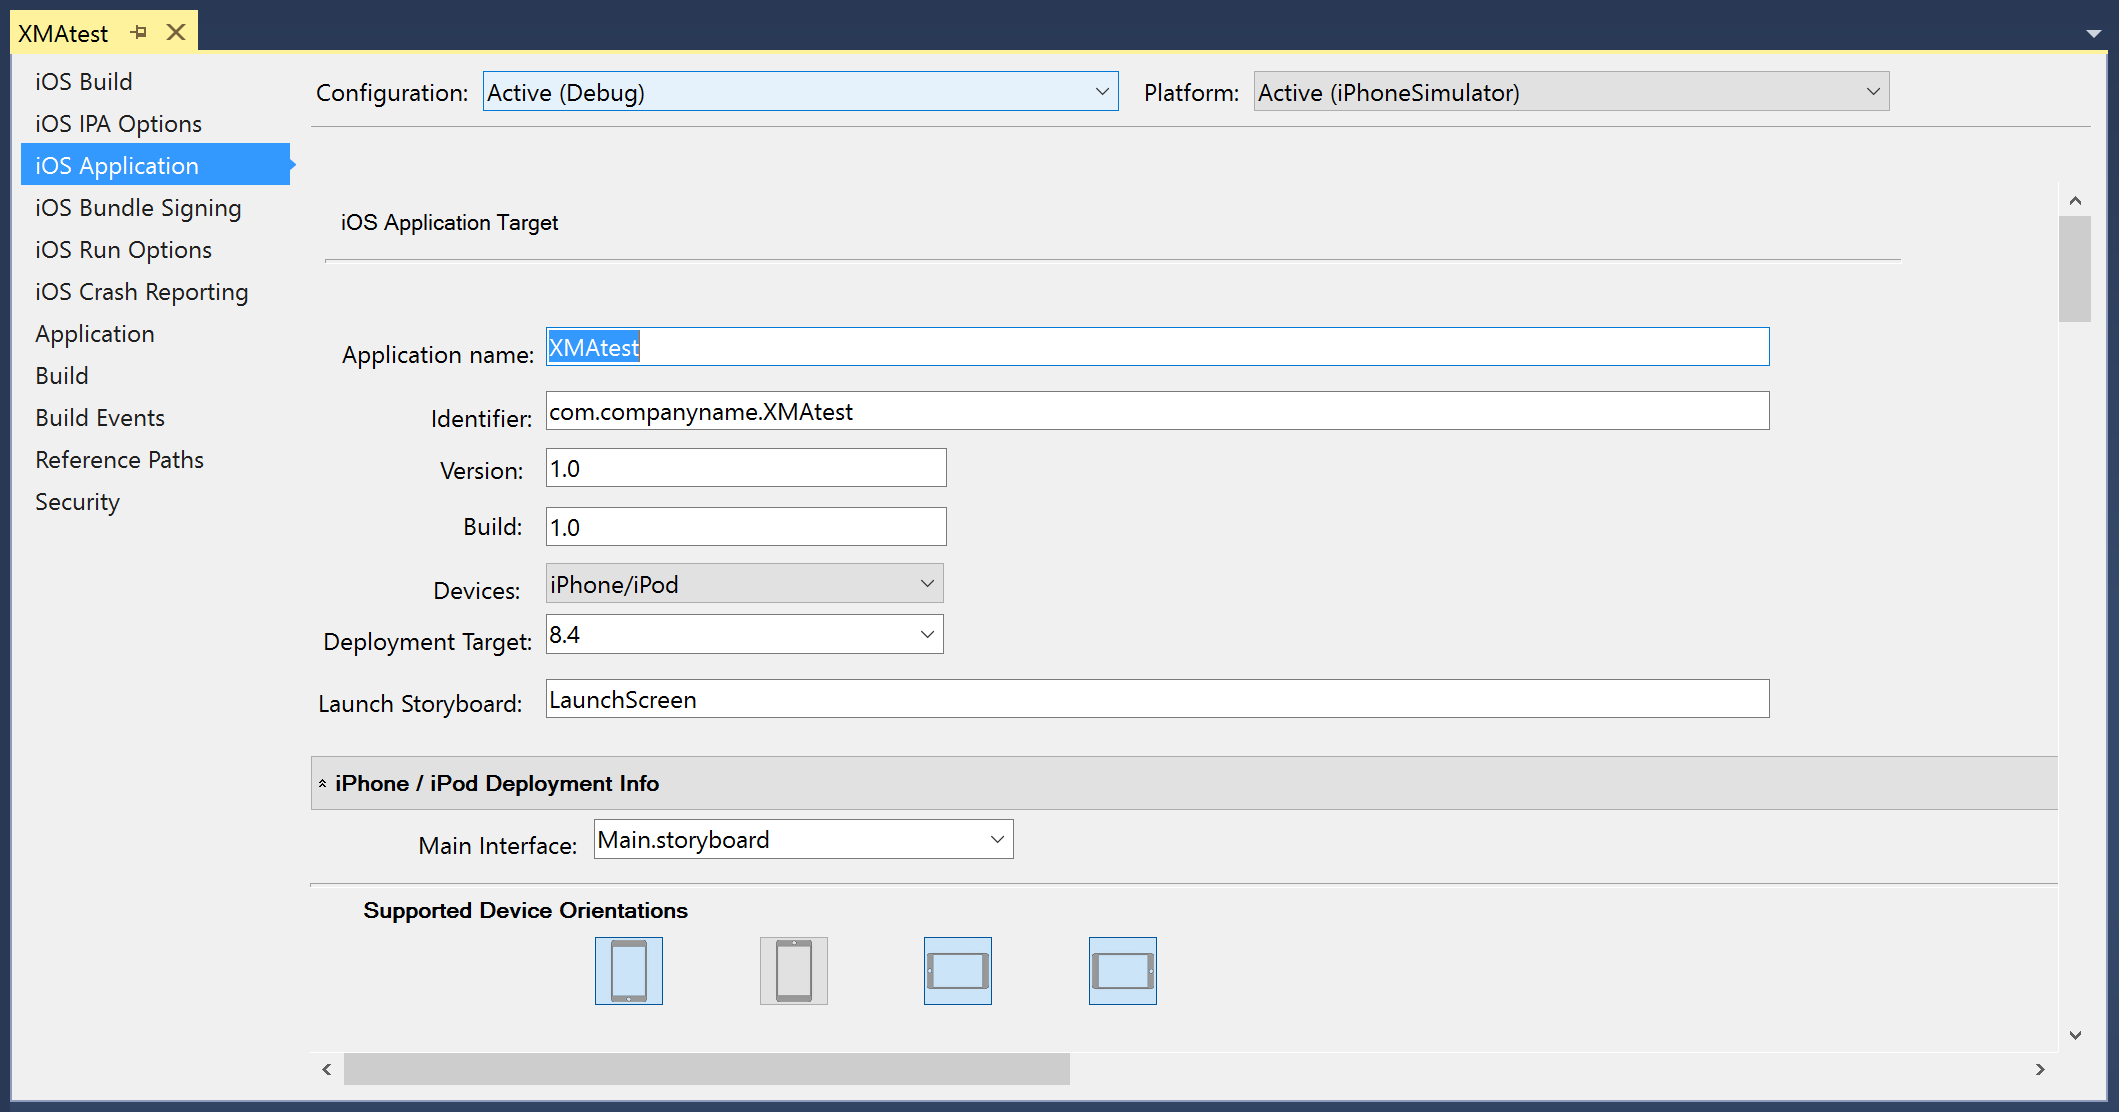 XMAtest
iOS Build
iOS IPA Options
iOS Application
iOS Bundle Signing
iOS Run Options
iOS Crash Reporting
Application
Build
Build Events
Reference Paths
Security
Configuration: Active (Debug) Platform: Active (iPhoneSimulator)
iOS Application Target
Application name: XMAtest
Identifier: com.companyname.XMAtest
Version: 1.0
Build: 1.0
Devices: iPhone/iPod
Deployment Target: 8.4
Launch Storyboard: LaunchScreen
iPhone / iPod Deployment Info
Main Interface: Main.storyboard
Supported Device Orientations